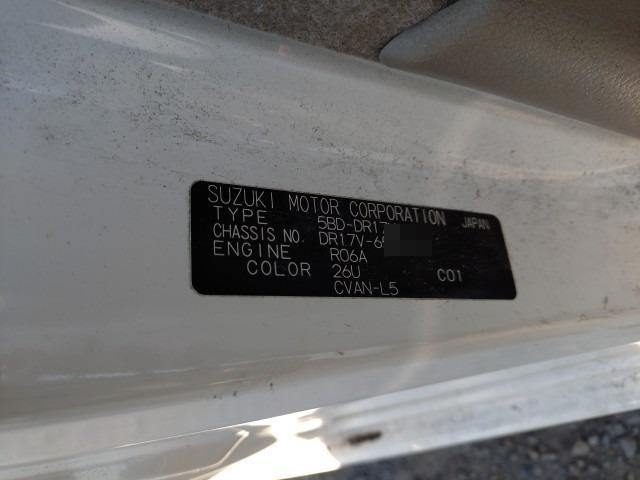 SUZUKI MOTOR CORPORATION JAPAN
TYPE 5BD-DR17
CHASSIS NO. DR17V-6
ENGINE R06A
COLOR 26U C01
CVAN-L5